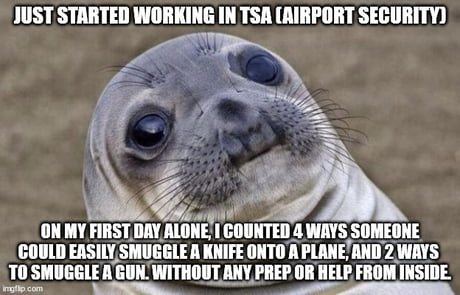 JUST STARTED WORKING IN TSA (AIRPORT SECURITY)
ON MY FIRST DAY ALONE, I COUNTED 4 WAYS SOMEONE
COULD EASILY SMUGGLE A KNIFE ONTO A PLANE, AND 2 WAYS
TO SMUGGLE A GUN. WITHOUT ANY PREP OR HELP FROM INSIDE.
imgflip.com